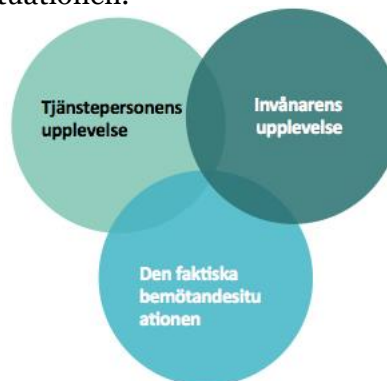 Tjänstepersonens
upplevelse
Invånarens
upplevelse
Den faktiska
bemötandesitu
ationen